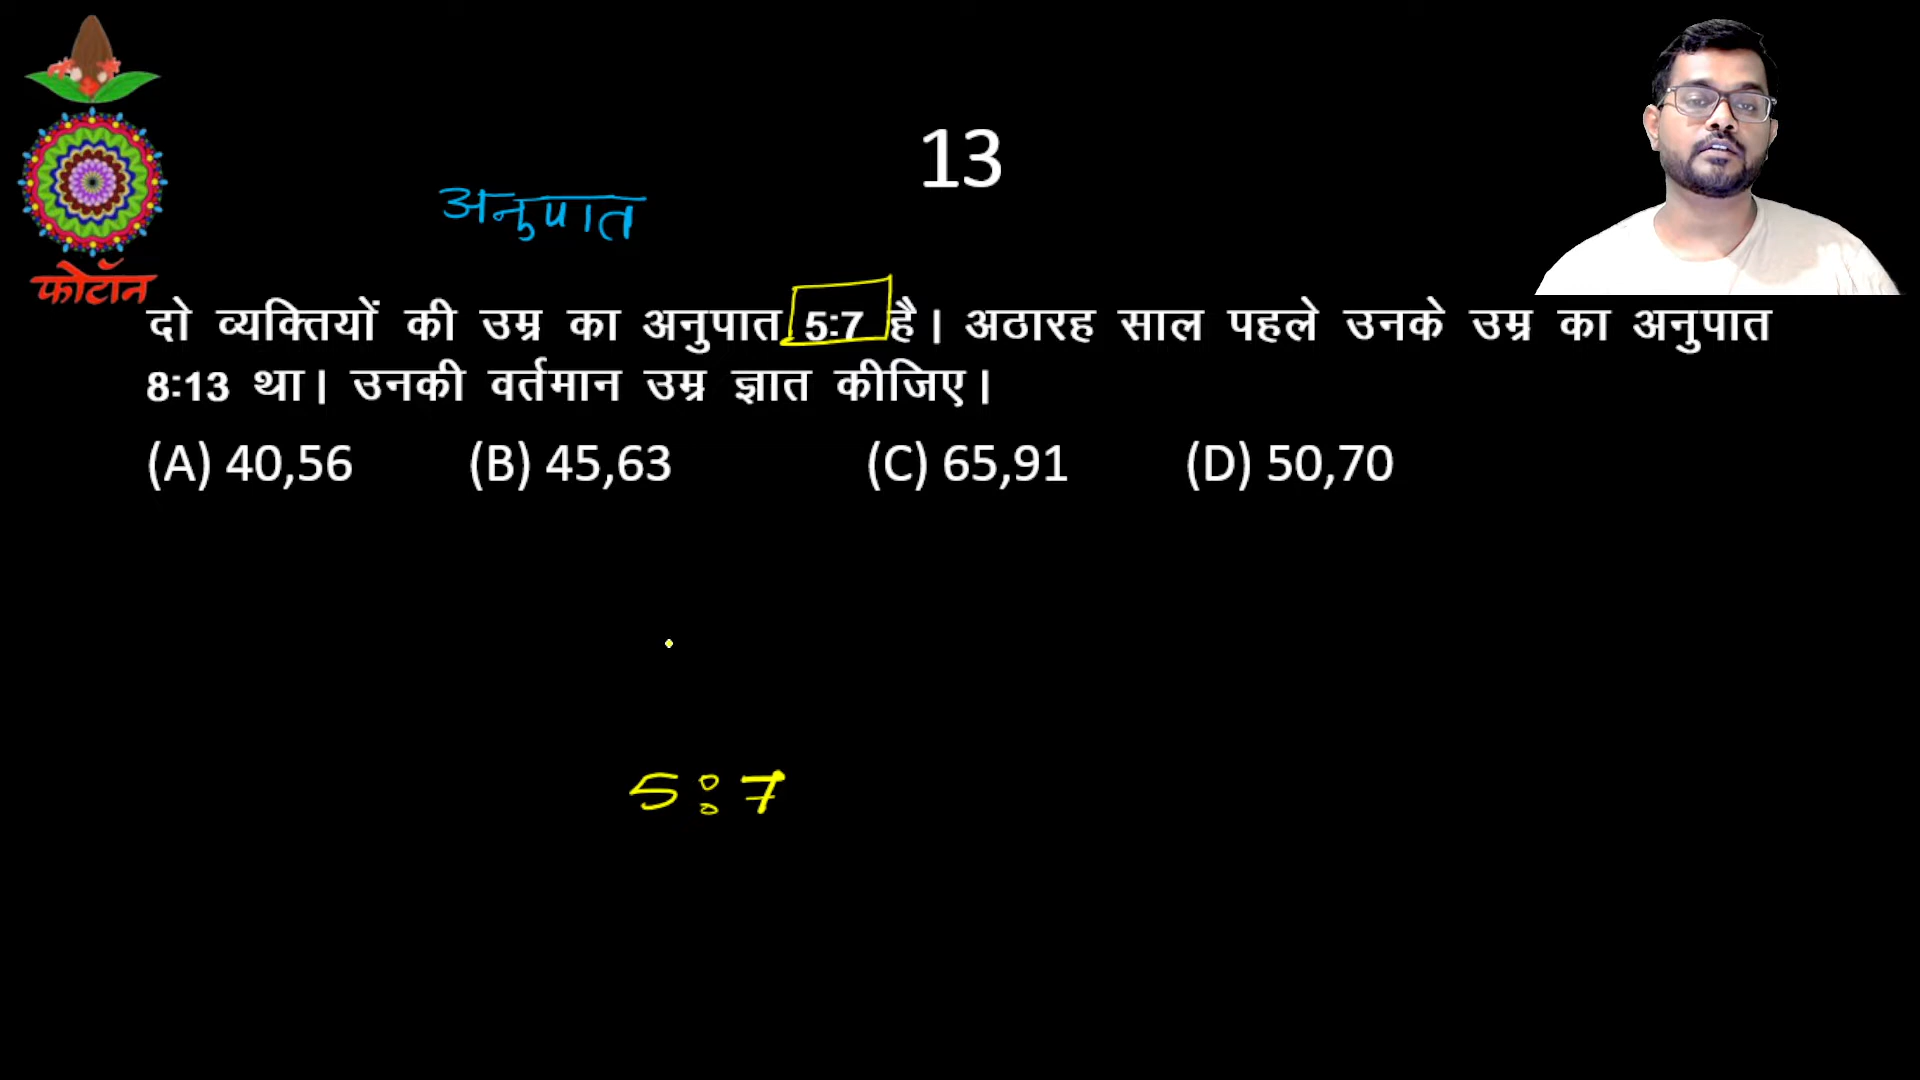 13
अनुपात
फोटॉन
दो व्यक्तियों की उम्र का अनुपात 5:7 है। अठारह साल पहले उनके उम्र का अनुपात
8:13 था। उनकी वर्तमान उम्र ज्ञात कीजिए।
(A) 40,56 (B) 45,63 (C) 65,91 (D) 50,70
5:7